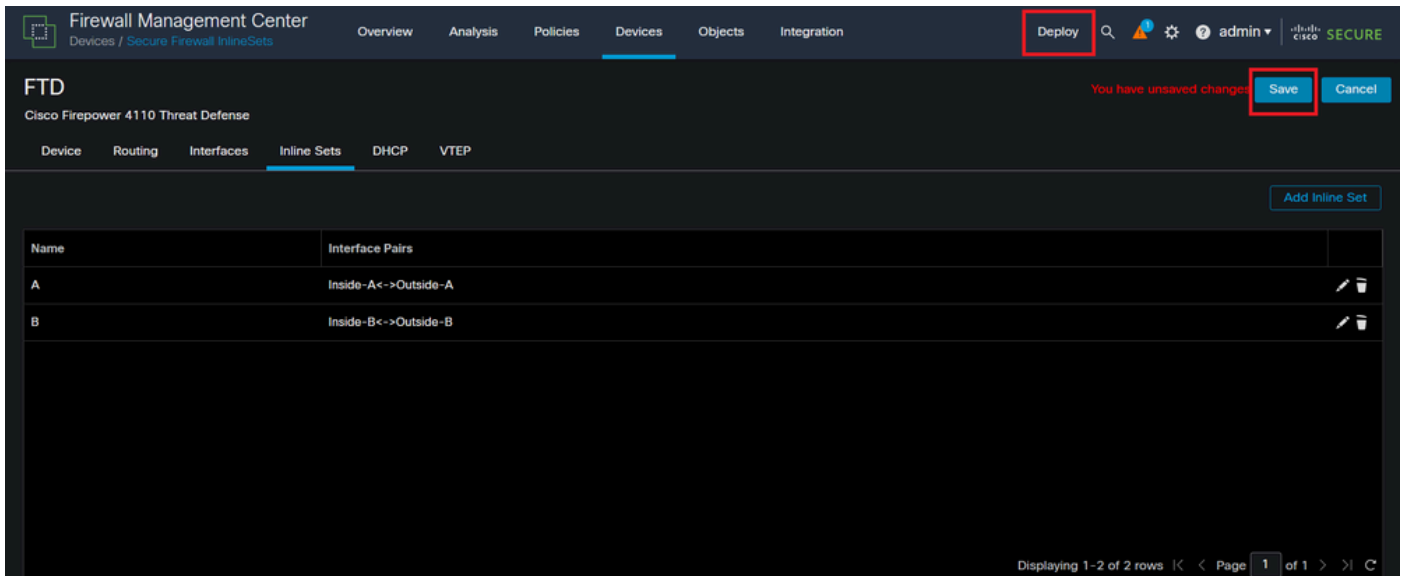 Firewall Management Center
Devices / Secure Firewall InlineSets
Overview Analysis Policies Devices Objects Integration
Deploy 1 admin cisco SECURE
FTD
You have unsaved changes Save Cancel
Cisco Firepower 4110 Threat Defense
Device Routing Interfaces Inline Sets DHCP VTEP
Add Inline Set
Name Interface Pairs
A Inside-A<->Outside-A
B Inside-B<->Outside-B
Displaying 1-2 of 2 rows Page 1 of 1